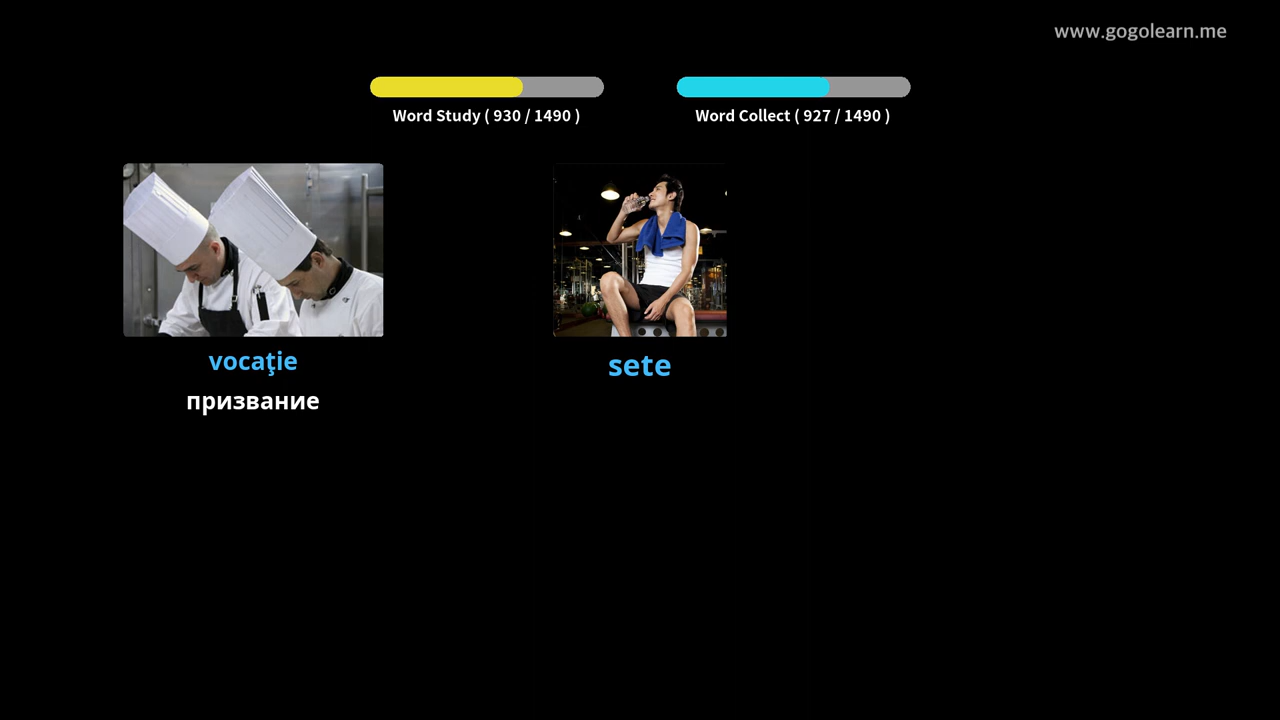 www.gogolearn.me
Word Study ( 930 / 1490 )
Word Collect ( 927 / 1490 )
vocaţie
призвание
sete